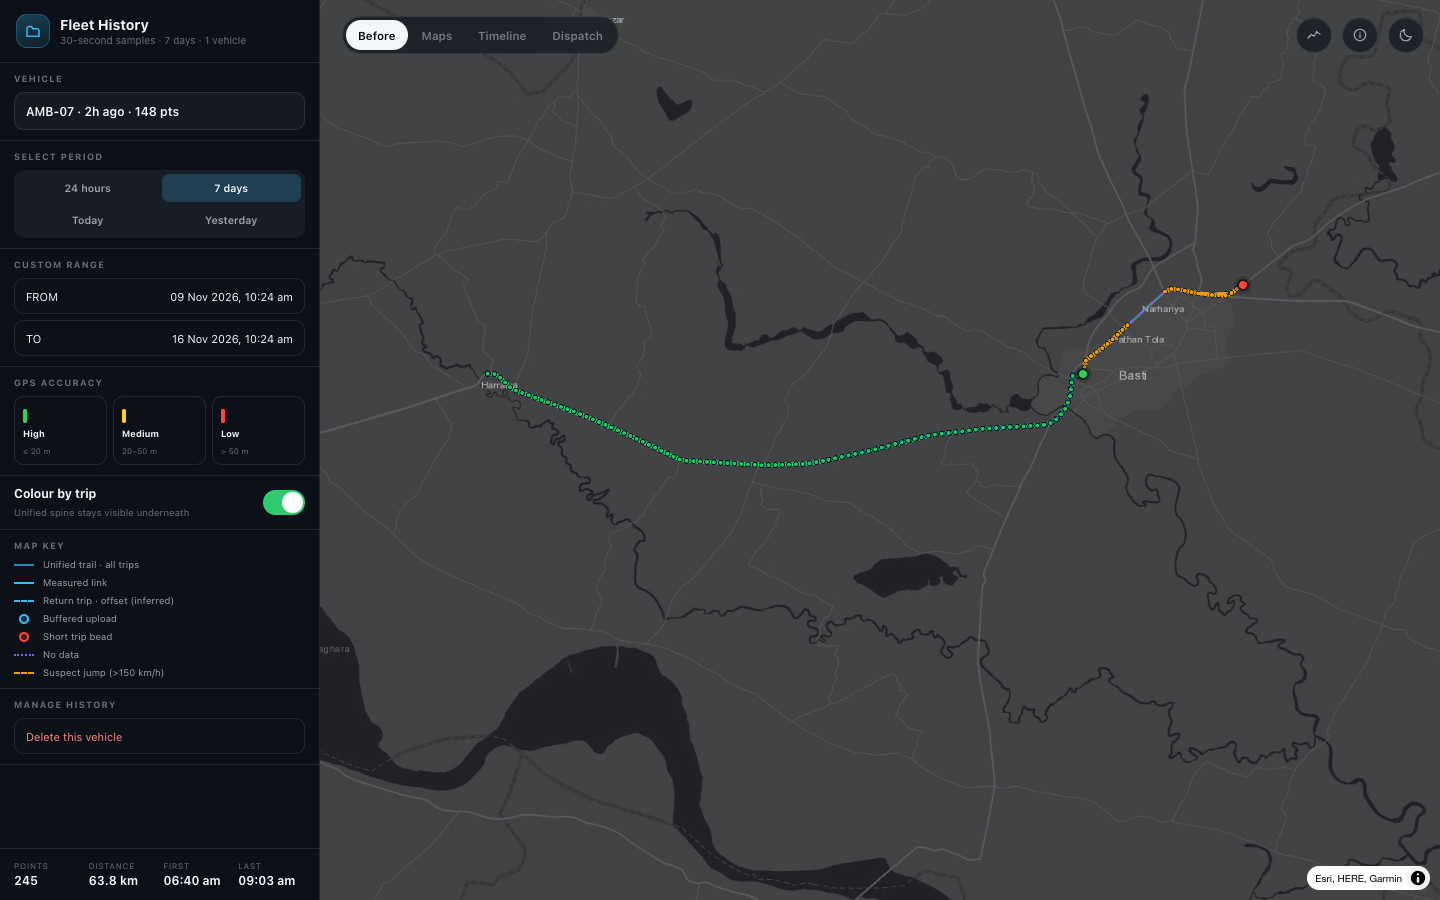 Fleet History
30-second samples · 7 days · 1 vehicle
VEHICLE
AMB-07 · 2h ago · 148 pts
SELECT PERIOD
24 hours
7 days
Today
Yesterday
CUSTOM RANGE
FROM
09 Nov 2026, 10:24 am
TO
16 Nov 2026, 10:24 am
GPS ACCURACY
High
≤ 20 m
Medium
20–50 m
Low
> 50 m
Colour by trip
Unified spine stays visible underneath
MAP KEY
Unified trail · all trips
Measured link
Return trip · offset (inferred)
Buffered upload
Short trip bead
No data
Suspect jump (>150 km/h)
MANAGE HISTORY
Delete this vehicle
POINTS
245
DISTANCE
63.8 km
FIRST
06:40 am
LAST
09:03 am
Before
Maps
Timeline
Dispatch
Narhariya
athan Tola
Basti
aghara
Esri, HERE, Garmin